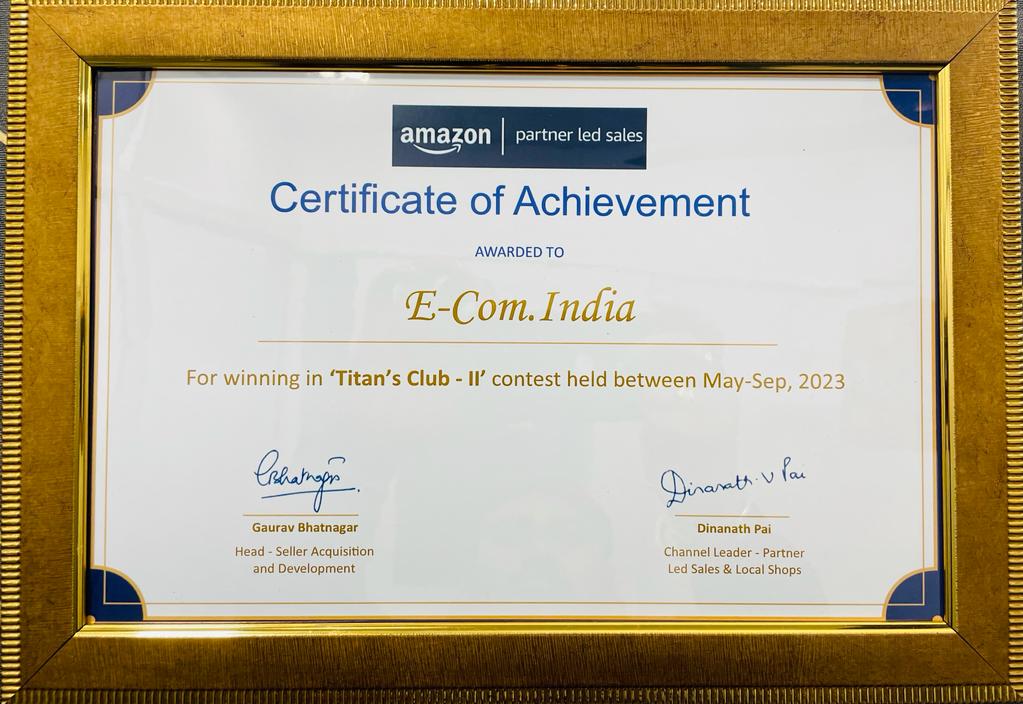 amazon | partner led sales
Certificate of Achievement
AWARDED TO
E-Com.India
For winning in ‘Titan’s Club - II’ contest held between May-Sep, 2023
GBhatnagar Dinanath.V Pai
Gaurav Bhatnagar Dinanath Pai
Head - Seller Acquisition Channel Leader - Partner
and Development Led Sales & Local Shops